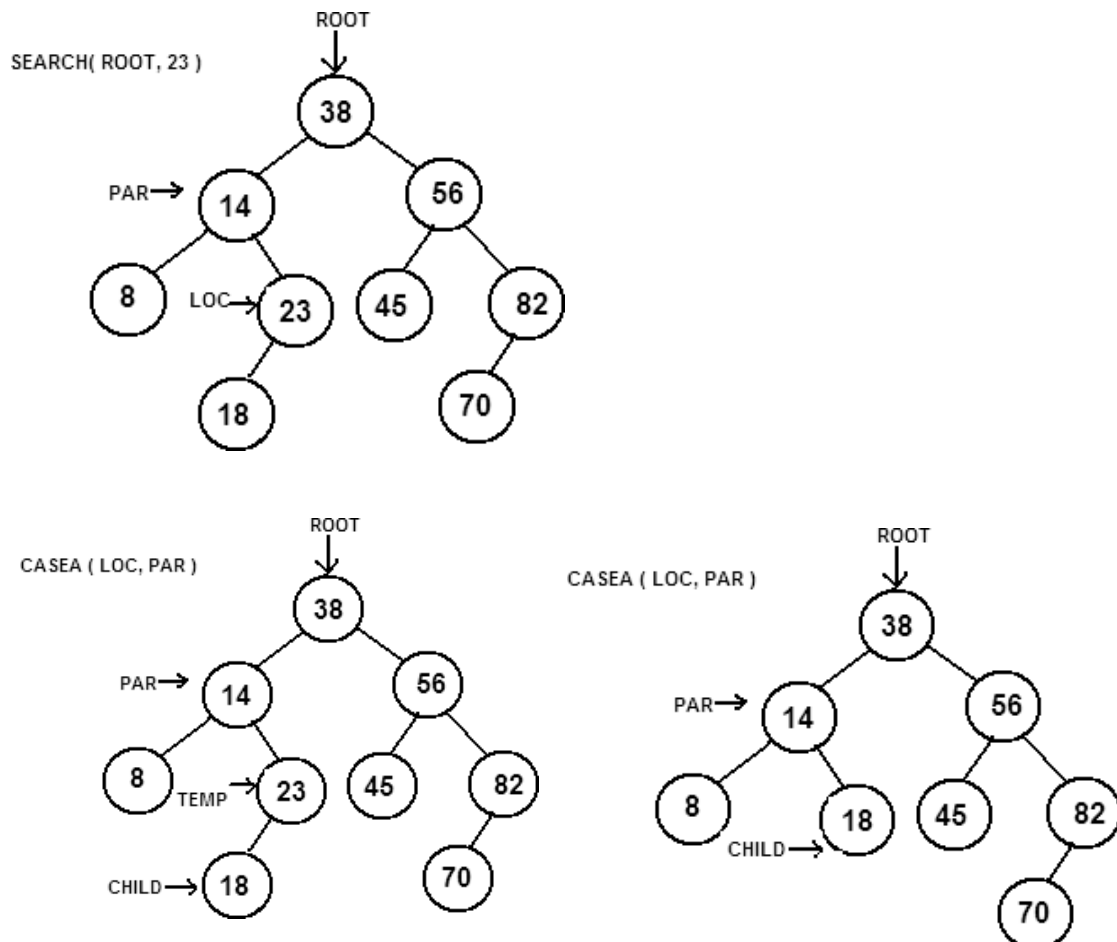 ROOT
SEARCH( ROOT, 23 )
38
PAR
14
56
8
LOC
23
45
82
18
70
ROOT
CASEA ( LOC, PAR )
38
PAR
14
56
8
TEMP
23
45
82
CHILD
18
70
ROOT
CASEA ( LOC, PAR )
38
PAR
14
56
8
CHILD
18
45
82
70